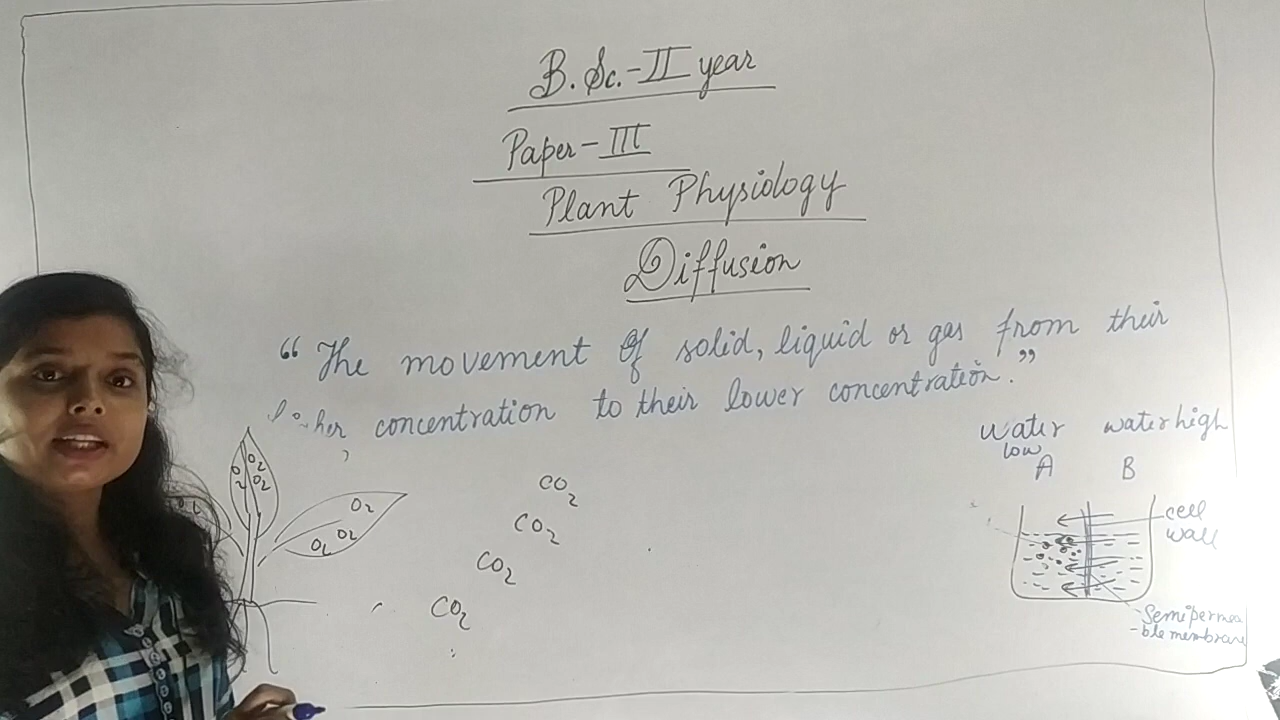 B. Sc.-II year
Paper-III
Plant Physiology
Diffusion
“The movement of solid, liquid or gas from their
concentration to their lower concentration.”
water water high
low
A B
cell
wall
Semipermea
-ble membrane
O2
O2 O2
O2
O2
O2
O2
CO2
CO2
CO2
CO2